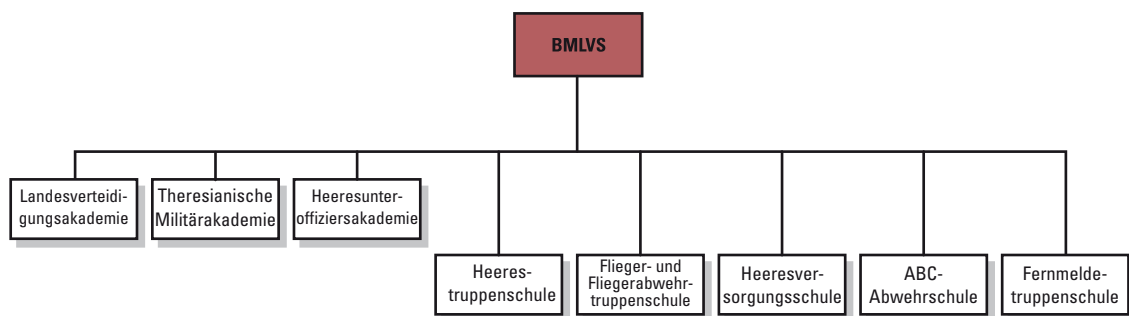 BMLVS
Landesverteidi-
gungsakademie
Theresianische
Militärakademie
Heeresunter-
offiziersakademie
Heeres-
truppenschule
Flieger- und
Fliegerabwehr-
truppenschule
Heeresver-
sorgungsschule
ABC-
Abwehrschule
Fernmelde-
truppenschule